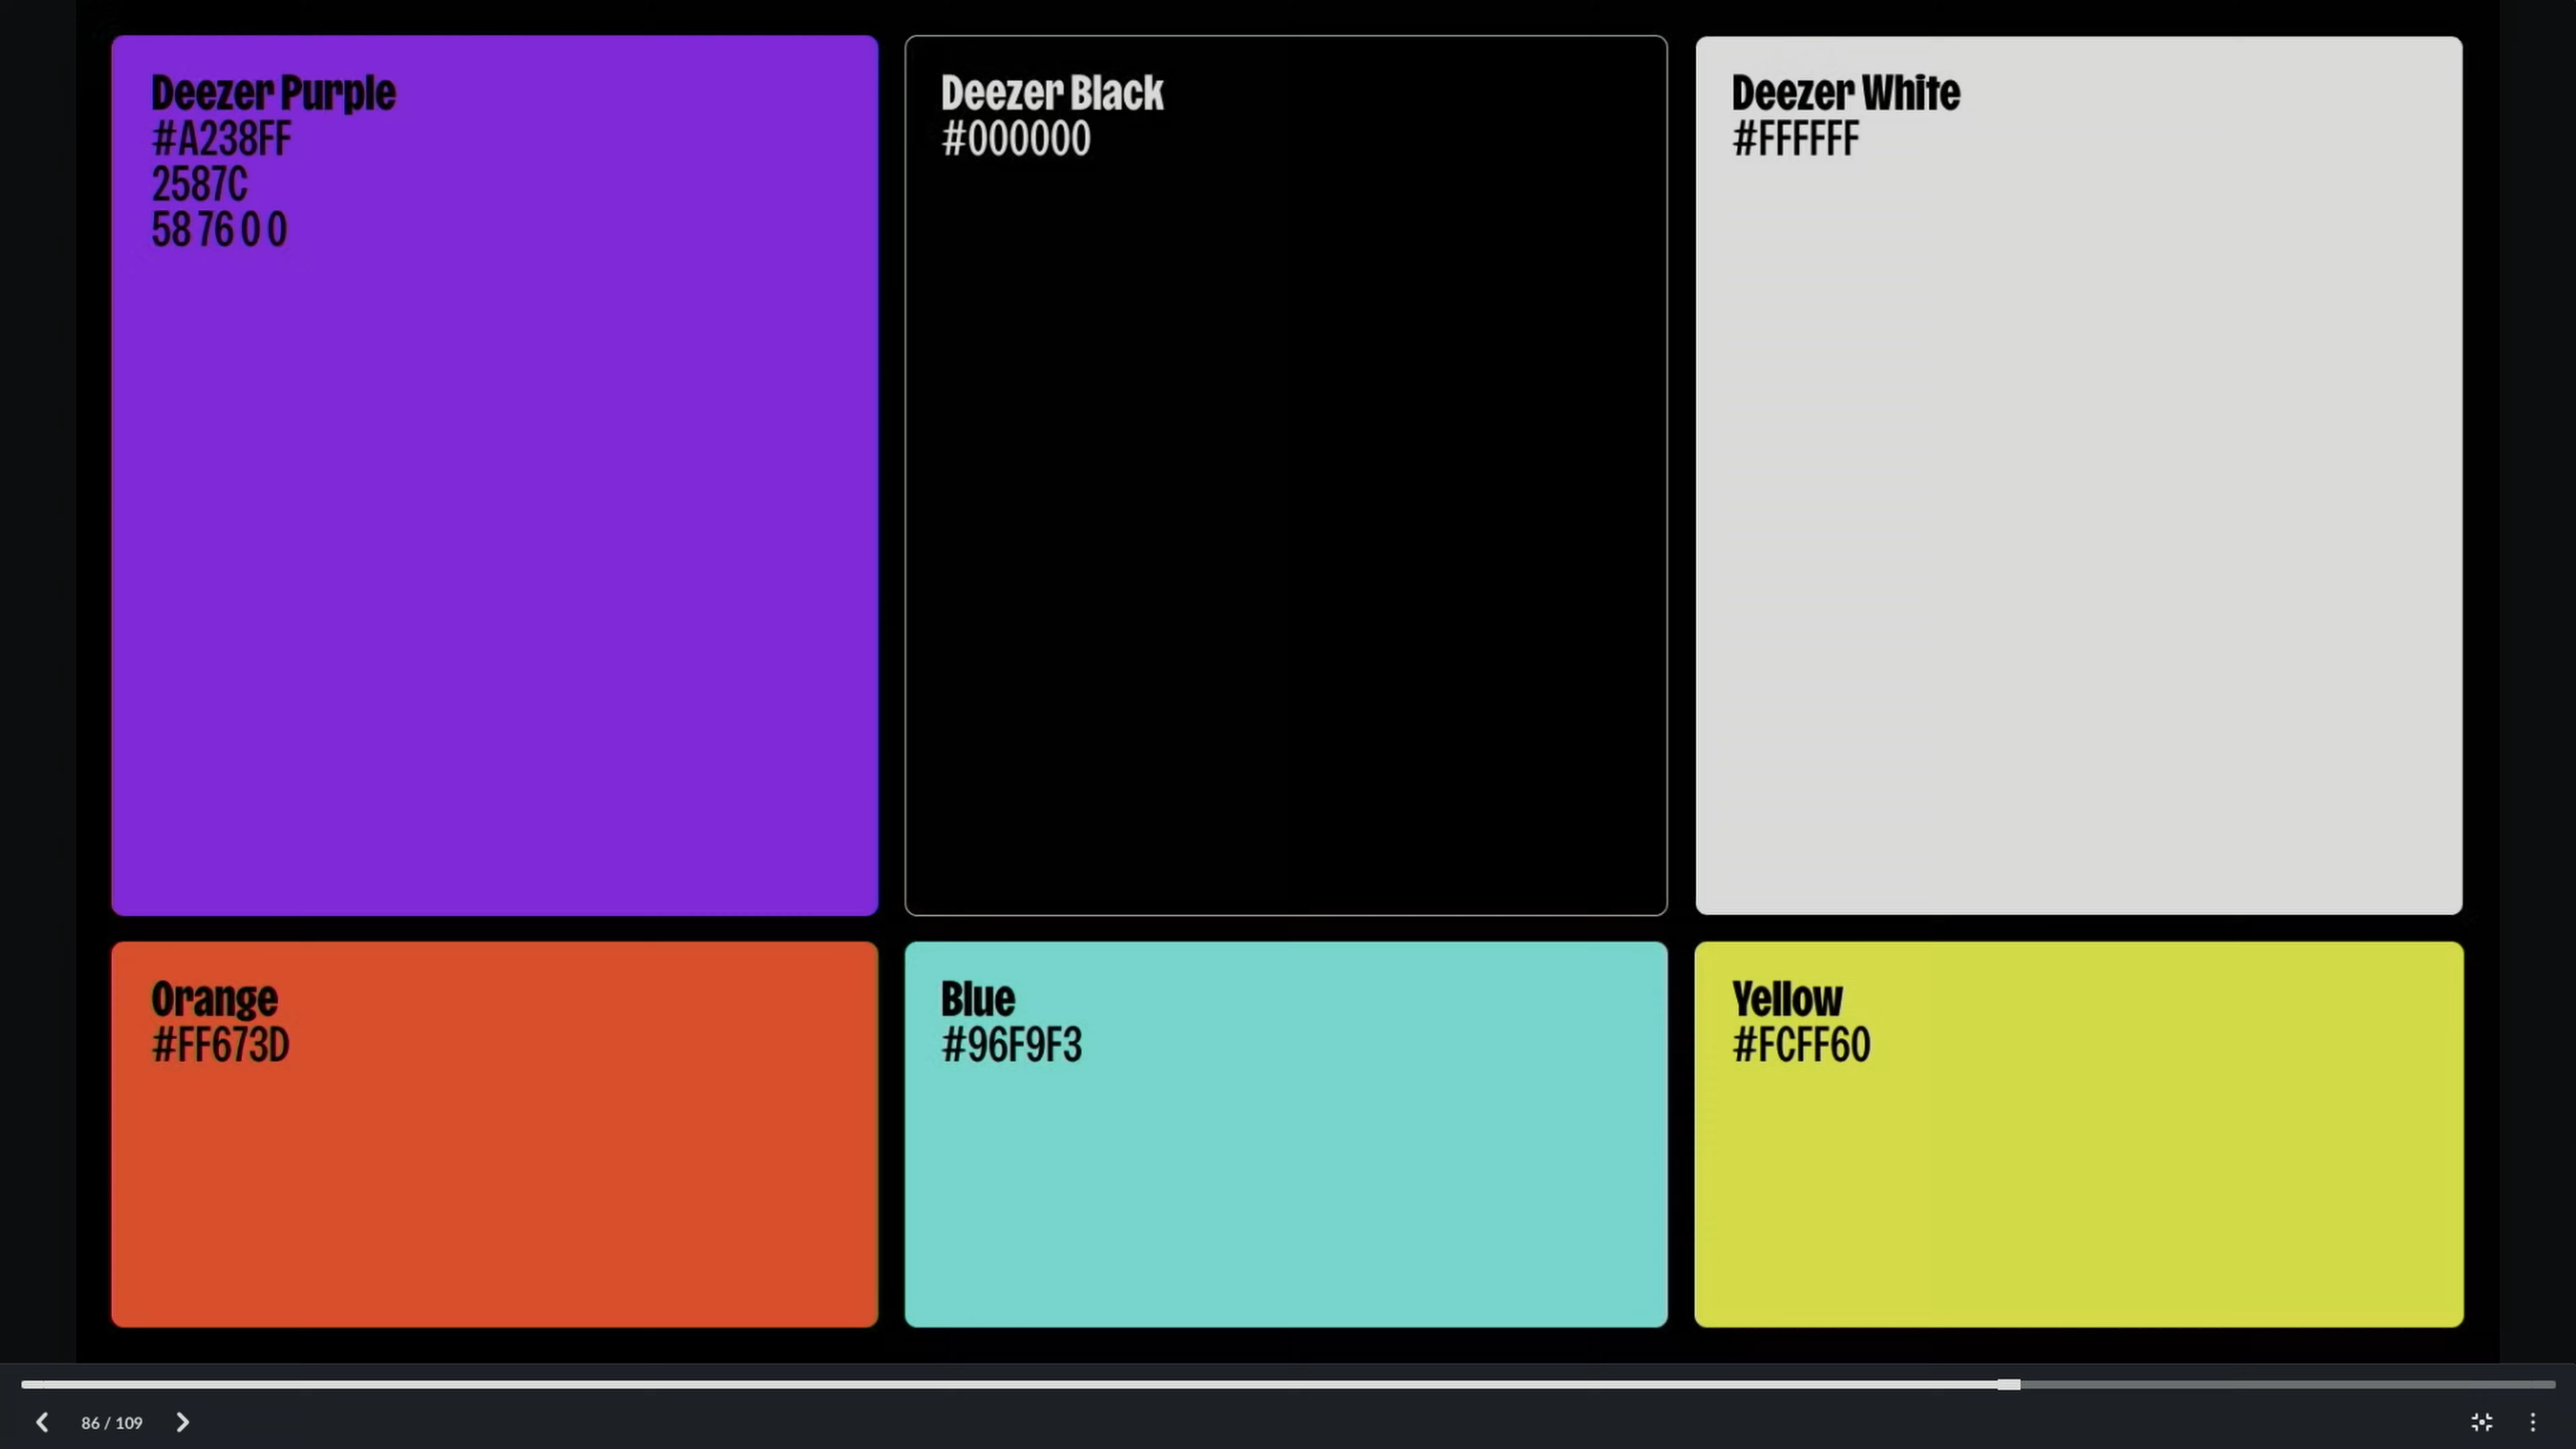 Deezer Purple
#A238FF
2587C
58 76 0 0
Deezer Black
#000000
Deezer White
#FFFFFF
Orange
#FF673D
Blue
#96F9F3
Yellow
#FCFF60
86 / 109